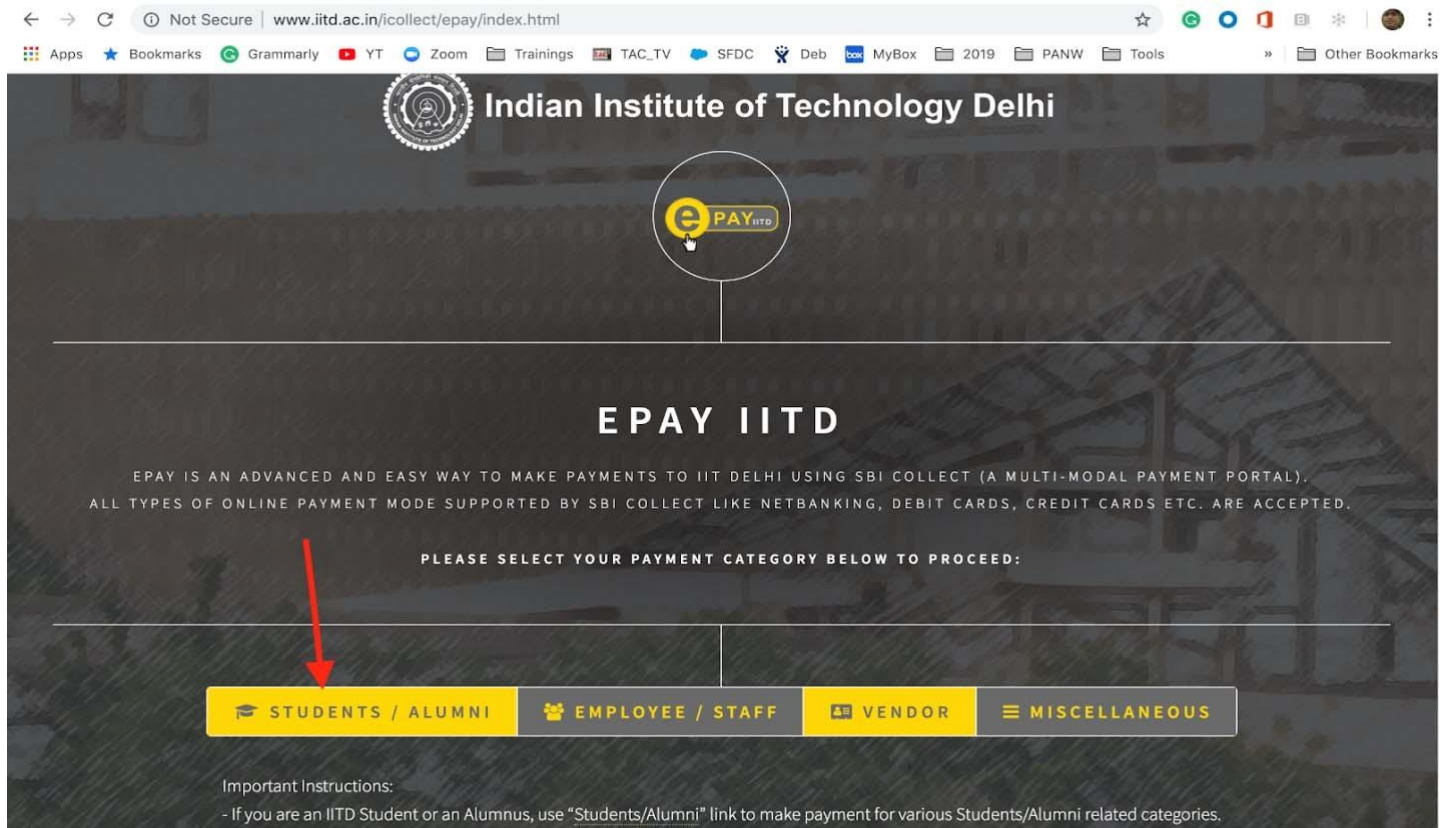 Not Secure www.iitd.ac.in/icollect/epay/index.html
Apps Bookmarks Grammarly YT Zoom Trainings TAC_TV SFDC Deb MyBox 2019 PANW Tools » Other Bookmarks
Indian Institute of Technology Delhi
e PAY IITD
EPAY IITD
EPAY IS AN ADVANCED AND EASY WAY TO MAKE PAYMENTS TO IIT DELHI USING SBI COLLECT (A MULTI-MODAL PAYMENT PORTAL).
ALL TYPES OF ONLINE PAYMENT MODE SUPPORTED BY SBI COLLECT LIKE NETBANKING, DEBIT CARDS, CREDIT CARDS ETC. ARE ACCEPTED.
PLEASE SELECT YOUR PAYMENT CATEGORY BELOW TO PROCEED:
STUDENTS / ALUMNI EMPLOYEE / STAFF VENDOR MISCELLANEOUS
Important Instructions:
- If you are an IITD Student or an Alumnus, use “Students/Alumni” link to make payment for various Students/Alumni related categories.